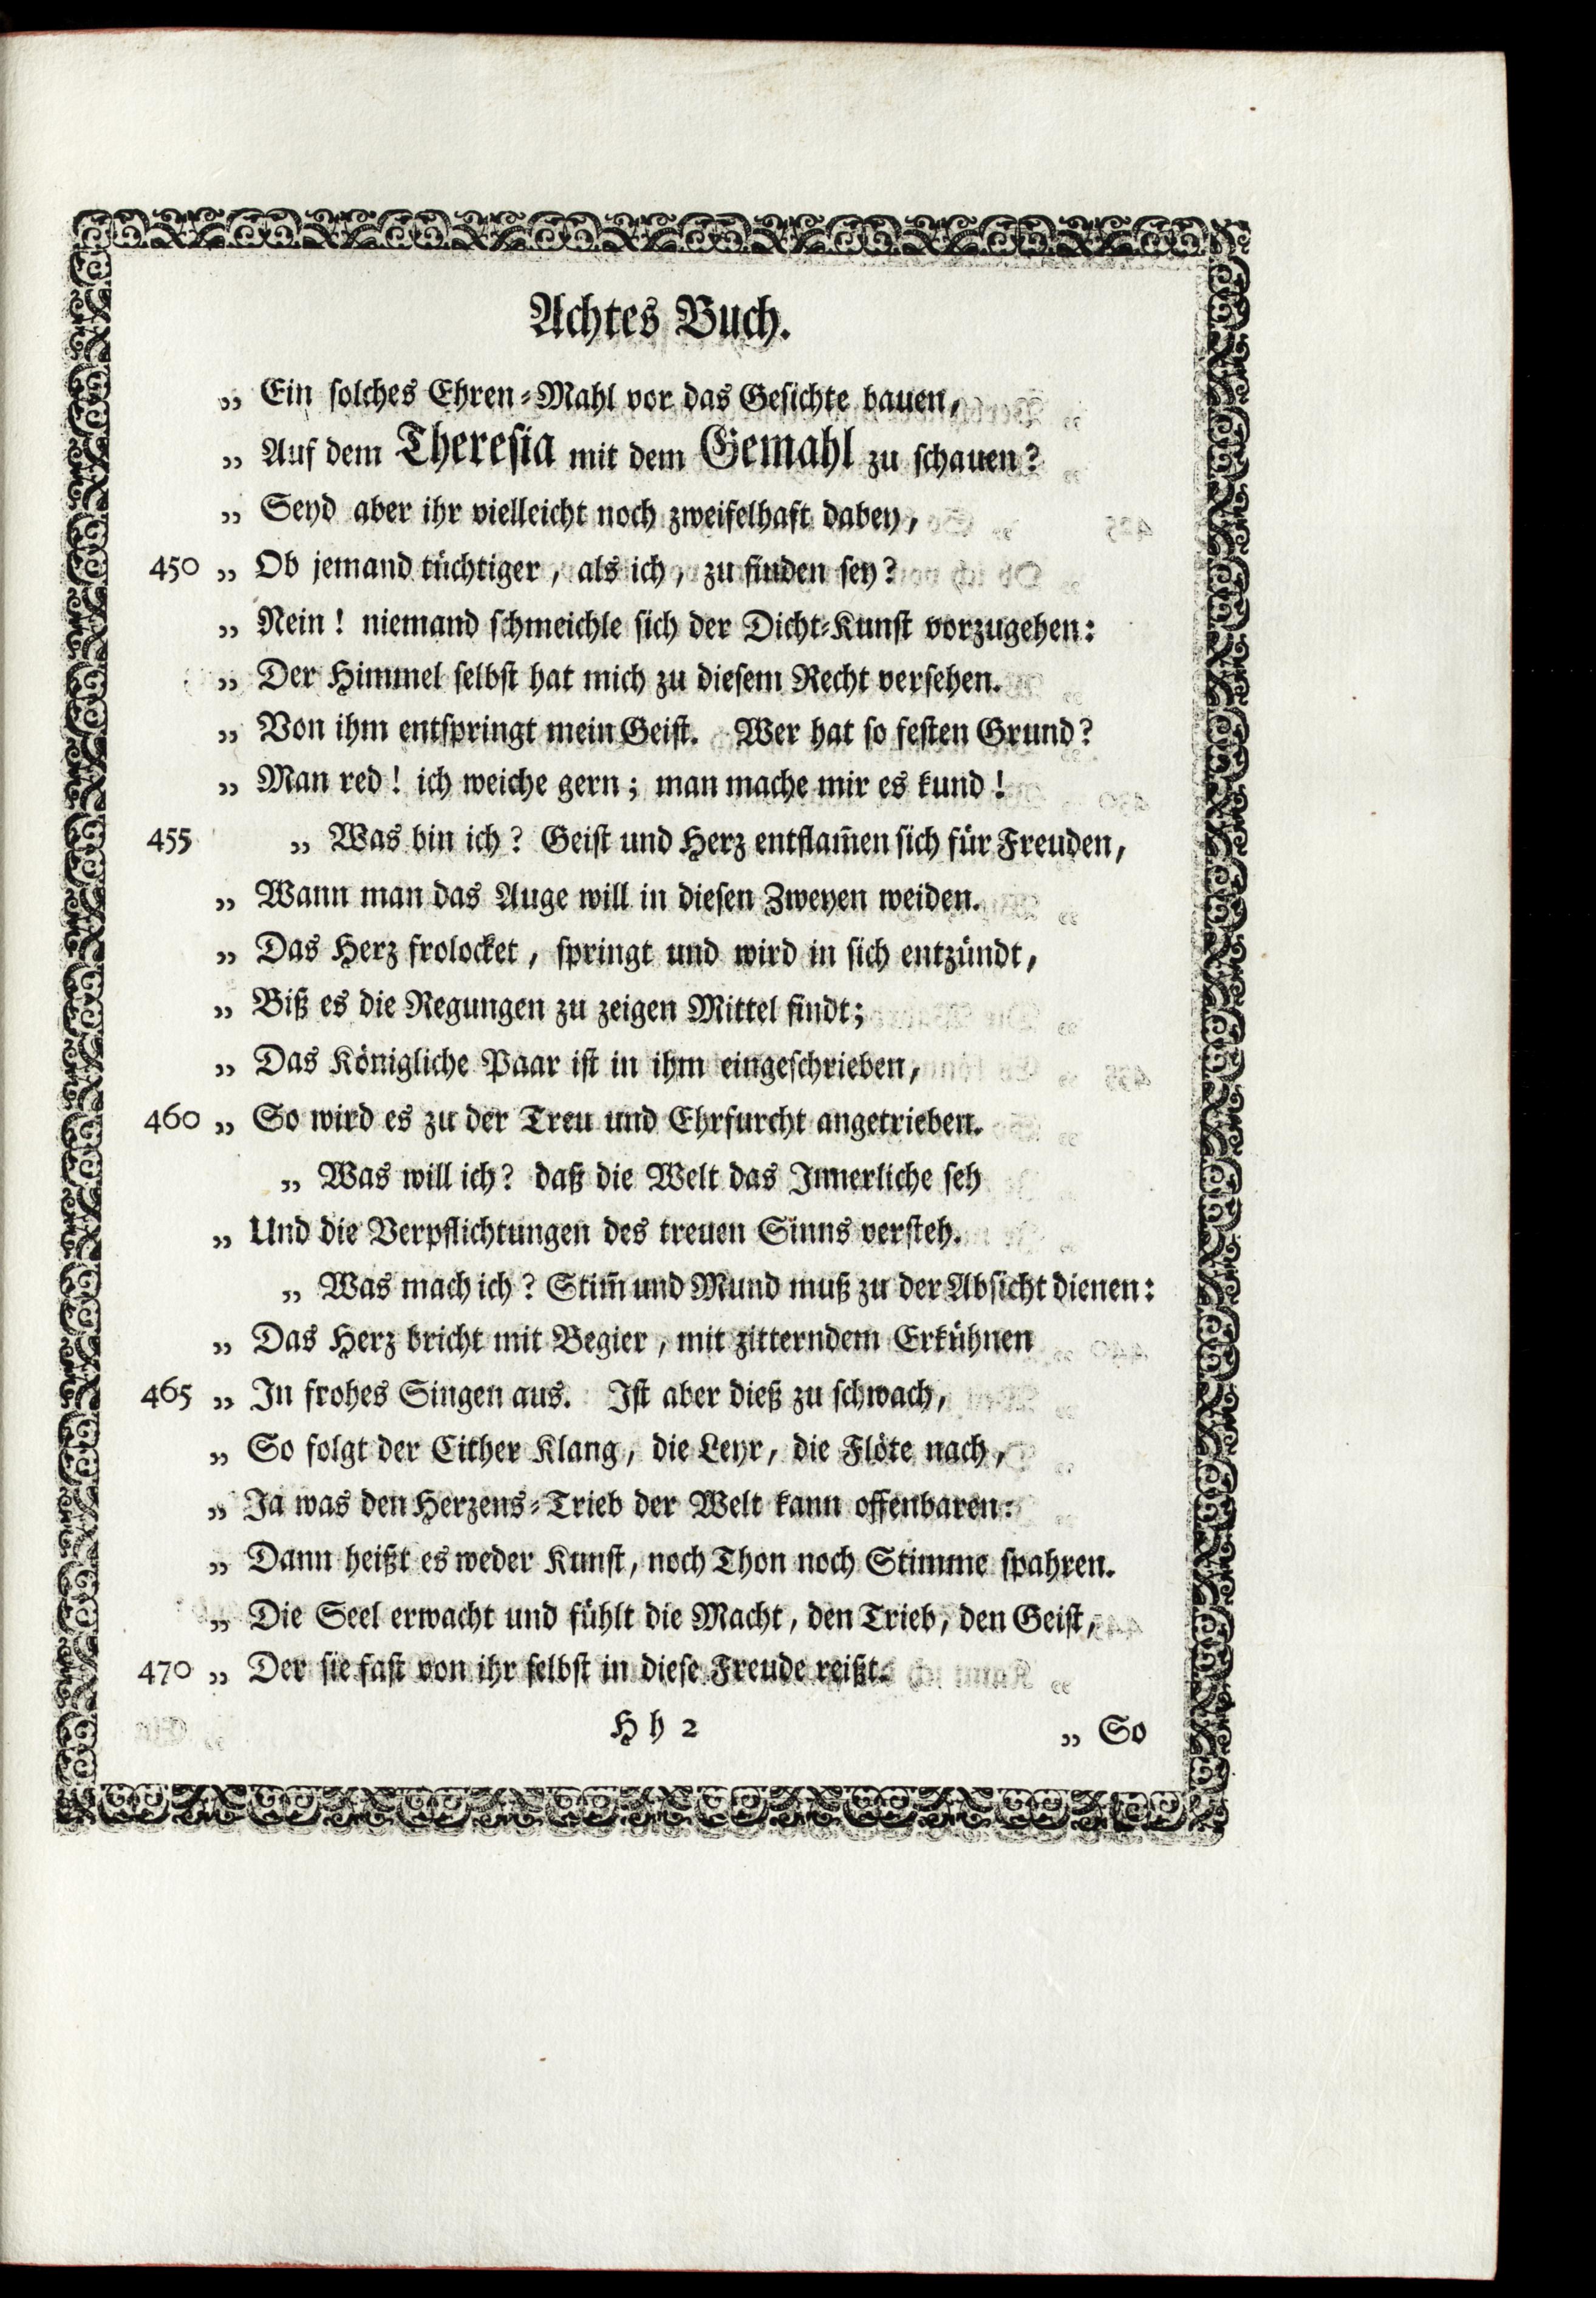 Achtes Buch.
„ Ein solches Ehren-Mahl vor das Gesichte bauen,
„ Auf dem Theresia mit dem Gemahl zu schauen?
„ Seyd aber ihr vielleicht noch zweifelhaft dabey,
450 „ Ob jemand tüchtiger, als ich, zu finden sey?
„ Nein! niemand schmeichle sich der Dicht-Kunst vorzugehen:
„ Der Himmel selbst hat mich zu diesem Recht versehen.
„ Von ihm entspringt mein Geist. Wer hat so festen Grund?
„ Man red! ich weiche gern; man mache mir es kund!
455 „ Was bin ich? Geist und Herz entflam̄en sich für Freuden,
„ Wann man das Auge will in diesen Zweyen weiden.
„ Das Herz frolocket, springt und wird in sich entzündt,
„ Biß es die Regungen zu zeigen Mittel findt;
„ Das Königliche Paar ist in ihm eingeschrieben,
460 „ So wird es zu der Treu und Ehrfurcht angetrieben.
„ Was will ich? daß die Welt das Innerliche seh
„ Und die Verpflichtungen des treuen Sinns versteh.
„ Was mach ich? Stim̄ und Mund muß zu der Absicht dienen:
„ Das Herz bricht mit Begier, mit zitterndem Erkühnen
465 „ In frohes Singen aus. Ist aber dieß zu schwach,
„ So folgt der Cither Klang, die Leyr, die Flöte nach,
„ Ja was den Herzens-Trieb der Welt kann offenbaren:
„ Dann heißt es weder Kunst, noch Thon noch Stimme spahren.
„ Die Seel erwacht und fühlt die Macht, den Trieb, den Geist,
470 „ Der sie fast von ihr selbst in diese Freude reißt.
H h 2 „ So